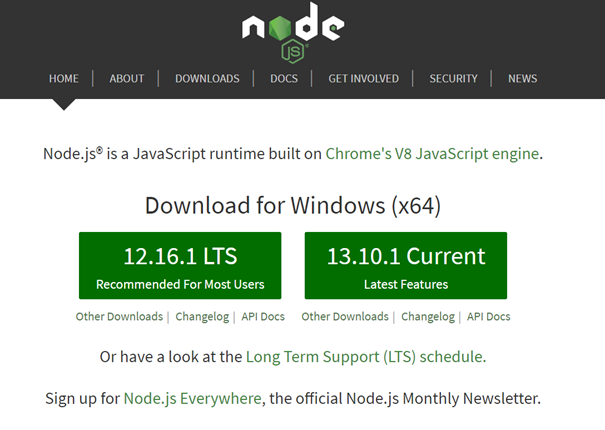 node
JS
HOME | ABOUT | DOWNLOADS | DOCS | GET INVOLVED | SECURITY | NEWS
Node.js® is a JavaScript runtime built on Chrome's V8 JavaScript engine.
Download for Windows (x64)
12.16.1 LTS 13.10.1 Current
Recommended For Most Users Latest Features
Other Downloads | Changelog | API Docs Other Downloads | Changelog | API Docs
Or have a look at the Long Term Support (LTS) schedule.
Sign up for Node.js Everywhere, the official Node.js Monthly Newsletter.